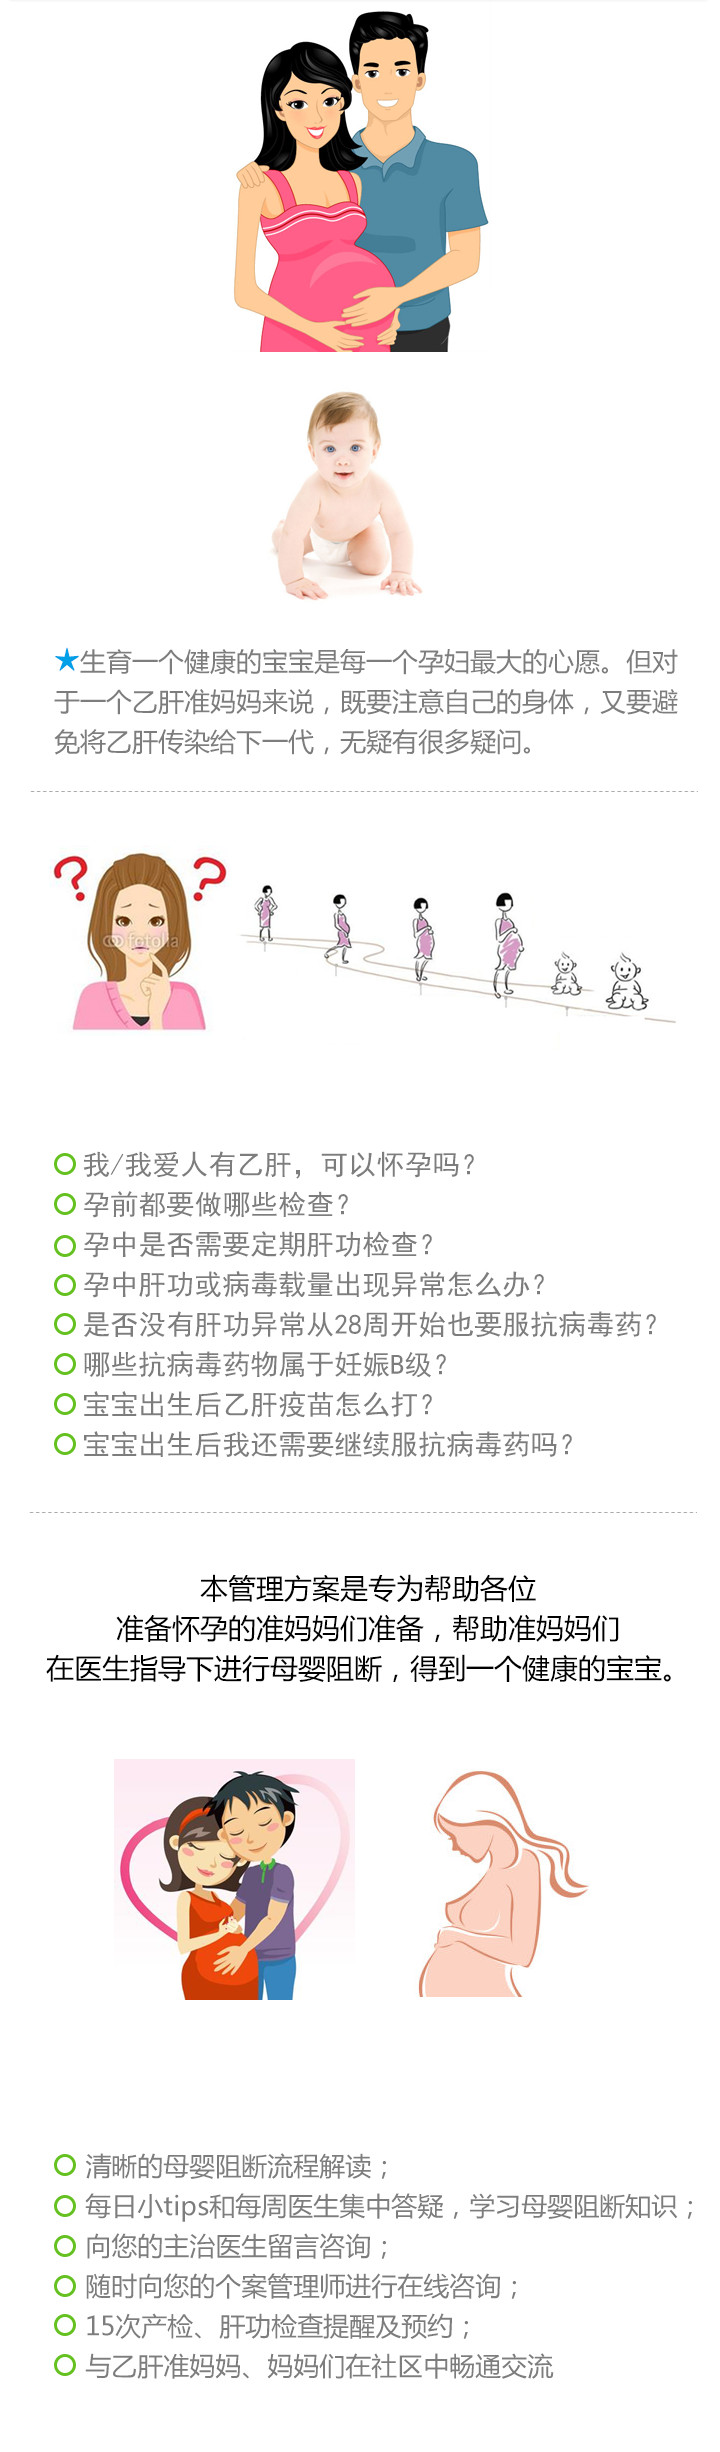 ★生育一个健康的宝宝是每一个孕妇最大的心愿。但对
于一个乙肝准妈妈来说，既要注意自己的身体，又要避
免将乙肝传染给下一代，无疑有很多疑问。
? ?
fotolia
我/我爱人有乙肝，可以怀孕吗？
孕前都要做哪些检查？
孕中是否需要定期肝功检查？
孕中肝功或病毒载量出现异常怎么办？
是否没有肝功异常从28周开始也要服抗病毒药？
哪些抗病毒药物属于妊娠B级？
宝宝出生后乙肝疫苗怎么打？
宝宝出生后我还需要继续服抗病毒药吗？
本管理方案是专为帮助各位
准备怀孕的准妈妈们准备，帮助准妈妈们
在医生指导下进行母婴阻断，得到一个健康的宝宝。
清晰的母婴阻断流程解读；
每日小tips和每周医生集中答疑，学习母婴阻断知识；
向您的主治医生留言咨询；
随时向您的个案管理师进行在线咨询；
15次产检、肝功检查提醒及预约；
与乙肝准妈妈、妈妈们在社区中畅通交流